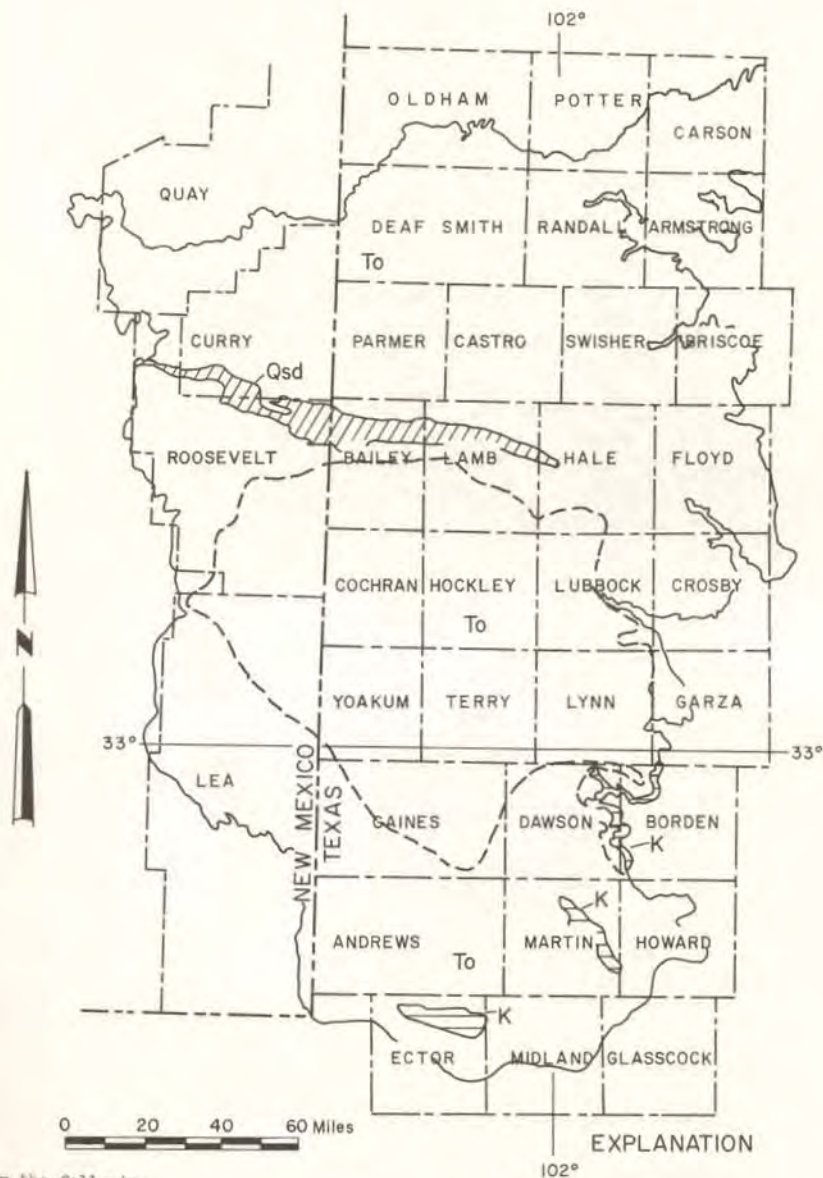 102°
OLDHAM POTTER
CARSON
QUAY
DEAF SMITH RANDALL ARMSTRONG
To
CURRY PARMER CASTRO SWISHER BRISCOE
Qsd
ROOSEVELT BAILEY LAMB HALE FLOYD
N
COCHRAN HOCKLEY LUBBOCK CROSBY
To
YOAKUM TERRY LYNN GARZA
33° 33°
LEA
NEW MEXICO
TEXAS
GAINES DAWSON BORDEN
K
K
ANDREWS MARTIN HOWARD
To
K
ECTOR MIDLAND GLASSCOCK
0 20 40 60 Miles
EXPLANATION
102°